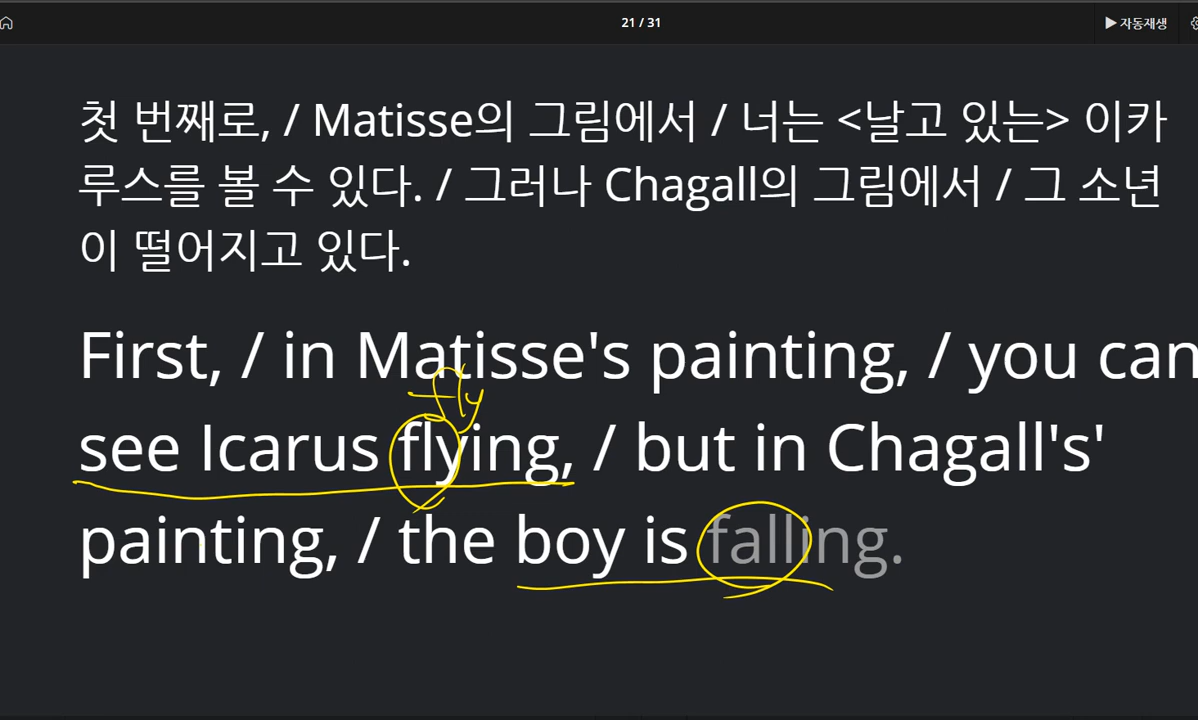 21 / 31
▶ 자동재생
첫 번째로, / Matisse의 그림에서 / 너는 <날고 있는> 이카
루스를 볼 수 있다. / 그러나 Chagall의 그림에서 / 그 소년
이 떨어지고 있다.
First, / in Matisse's painting, / you can
fly
see Icarus flying, / but in Chagall's'
painting, / the boy is falling.